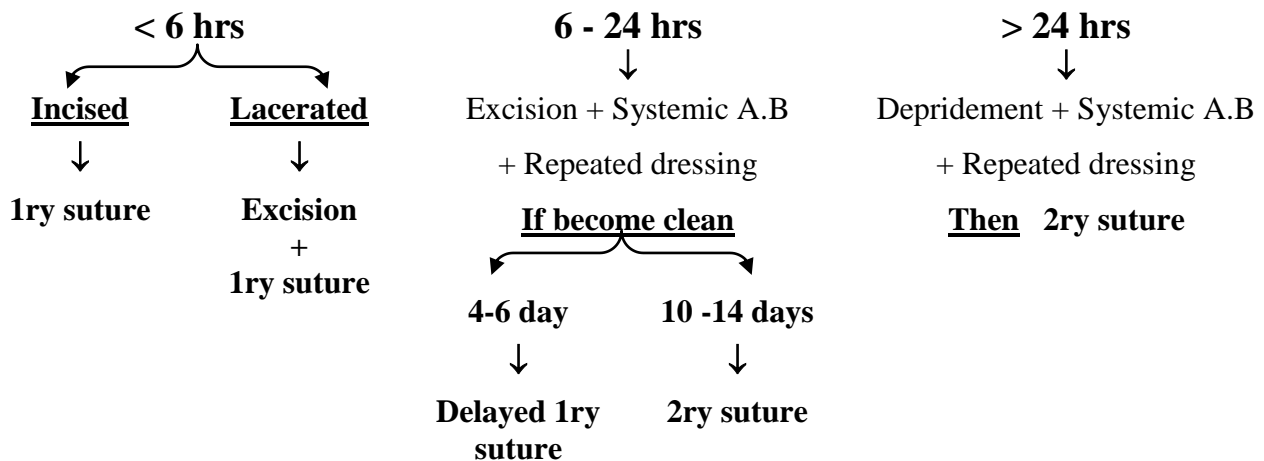 < 6 hrs
Incised
1ry suture
Lacerated
Excision
+
1ry suture
6 - 24 hrs
Excision + Systemic A.B
+ Repeated dressing
If become clean
4-6 day
Delayed 1ry
suture
10 -14 days
2ry suture
> 24 hrs
Depridement + Systemic A.B
+ Repeated dressing
Then 2ry suture